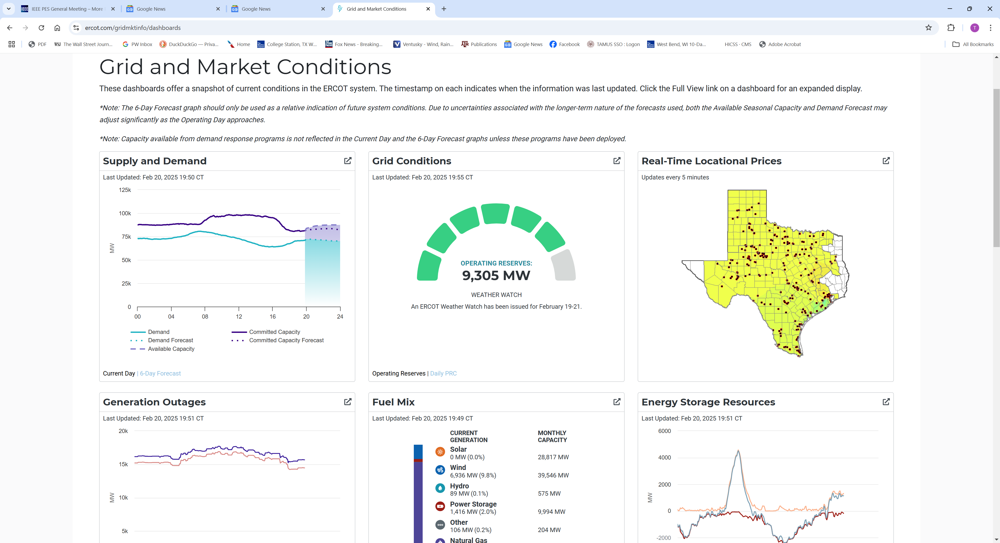 IEEE PES General Meeting – More
Google News
Google News
Grid and Market Conditions
ercot.com/gridmktinfo/dashboards
T
PDF
WSJ The Wall Street Journ...
PW Inbox
DuckDuckGo — Priva...
Home
College Station, TX W...
Fox News - Breaking...
Ventusky - Wind, Rain...
Publications
Google News
Facebook
TAMUS SSO : Logon
West Bend, WI 10-Da...
HICSS · CMS
Adobe Acrobat
All Bookmarks
Grid and Market Conditions
These dashboards offer a snapshot of current conditions in the ERCOT system. The timestamp on each indicates when the information was last updated. Click the Full View link on a dashboard for an expanded display.
*Note: The 6-Day Forecast graph should only be used as a relative indication of future system conditions. Due to uncertainties associated with the longer-term nature of the forecasts used, both the Available Seasonal Capacity and Demand Forecast may
adjust significantly as the Operating Day approaches.
*Note: Capacity available from demand response programs is not reflected in the Current Day and the 6-Day Forecast graphs unless these programs have been deployed.
Supply and Demand
Last Updated: Feb 20, 2025 19:50 CT
125k
100k
75k
50k
25k
0
MW
00 04 08 12 16 20 24
Demand
Committed Capacity
Demand Forecast
Committed Capacity Forecast
Available Capacity
Current Day | 6-Day Forecast
Grid Conditions
Last Updated: Feb 20, 2025 19:55 CT
OPERATING RESERVES:
9,305 MW
WEATHER WATCH
An ERCOT Weather Watch has been issued for February 19-21.
Operating Reserves | Daily PRC
Real-Time Locational Prices
Updates every 5 minutes
Generation Outages
Last Updated: Feb 20, 2025 19:51 CT
20k
15k
10k
5k
MW
Fuel Mix
Last Updated: Feb 20, 2025 19:49 CT
CURRENT GENERATION
MONTHLY CAPACITY
Solar
0 MW (0.0%) 28,817 MW
Wind
6,936 MW (9.8%) 39,546 MW
Hydro
89 MW (0.1%) 575 MW
Power Storage
1,416 MW (2.0%) 9,994 MW
Other
106 MW (0.2%) 204 MW
Natural Gas
Energy Storage Resources
Last Updated: Feb 20, 2025 19:51 CT
6000
4000
2000
0
-2000
MW